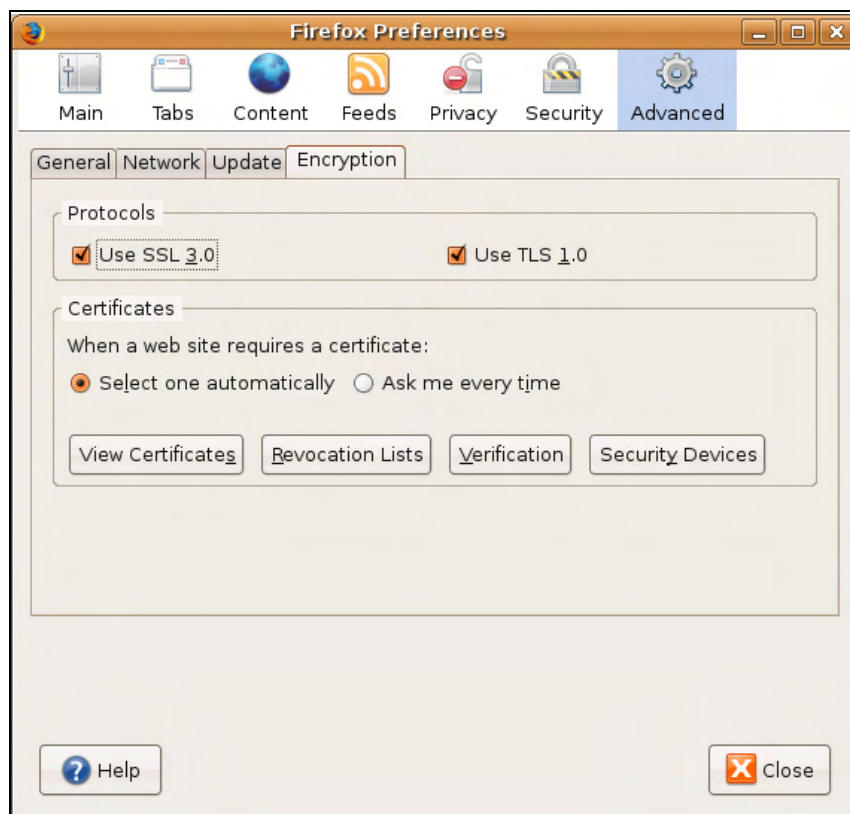 Firefox Preferences
Main Tabs Content Feeds Privacy Security Advanced
General Network Update Encryption
Protocols
Use SSL 3.0 Use TLS 1.0
Certificates
When a web site requires a certificate:
Select one automatically Ask me every time
View Certificates Revocation Lists Verification Security Devices
Help Close